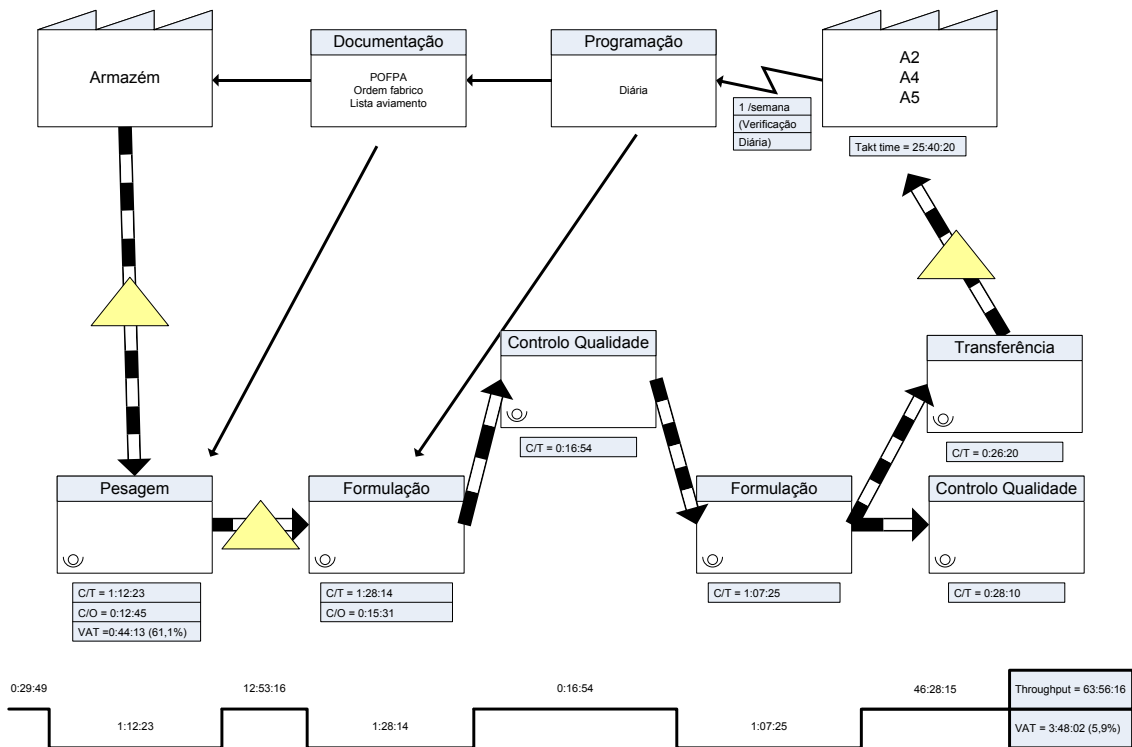 Armazém
Documentação
POFPA
Ordem fabrico
Lista aviamento
Programação
Diária
1 /semana
(Verificação
Diária)
A2
A4
A5
Takt time = 25:40:20
Controlo Qualidade
C/T = 0:16:54
Transferência
C/T = 0:26:20
Pesagem
C/T = 1:12:23
C/O = 0:12:45
VAT =0:44:13 (61,1%)
Formulação
C/T = 1:28:14
C/O = 0:15:31
Formulação
C/T = 1:07:25
Controlo Qualidade
C/T = 0:28:10
0:29:49
12:53:16
0:16:54
46:28:15
Throughput = 63:56:16
1:12:23
1:28:14
1:07:25
VAT = 3:48:02 (5,9%)